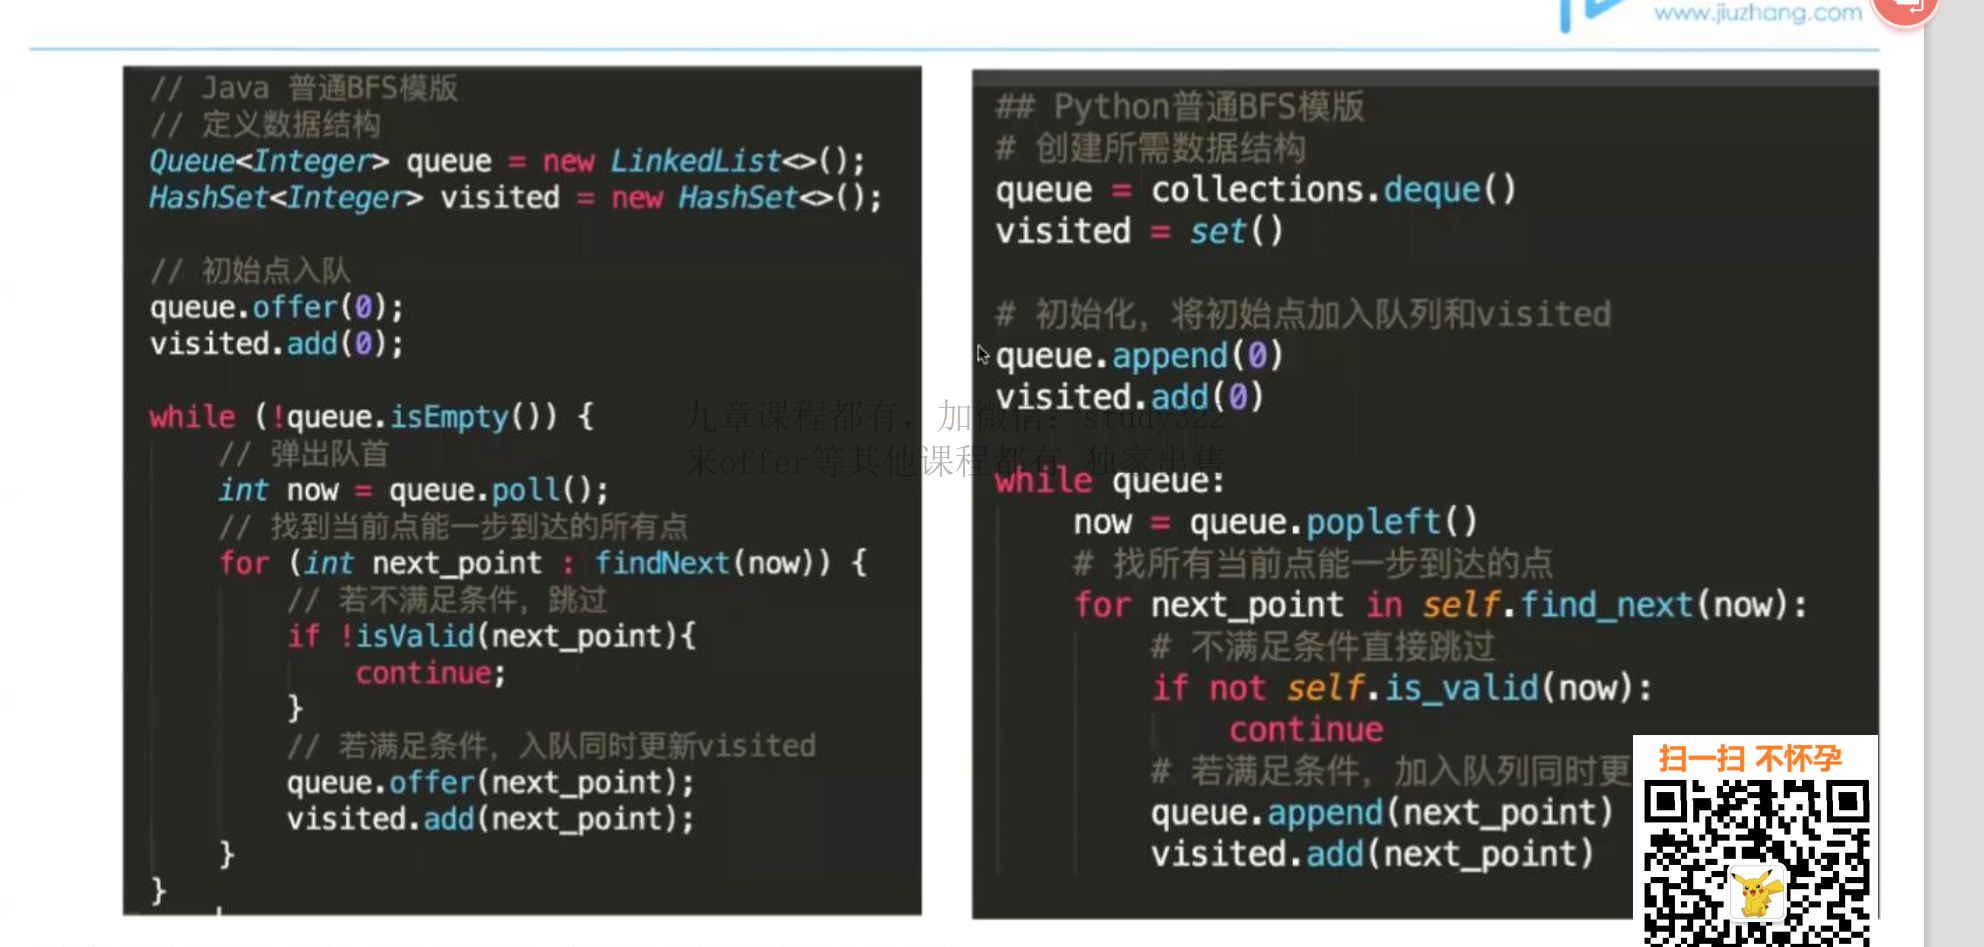 www.jiuzhang.com
// Java 普通BFS模版
// 定义数据结构
Queue<Integer> queue = new LinkedList<>();
HashSet<Integer> visited = new HashSet<>();
// 初始点入队
queue.offer(0);
visited.add(0);
while (!queue.isEmpty()) {
// 弹出队首
int now = queue.poll();
// 找到当前点能一步到达的所有点
for (int next_point : findNext(now)) {
// 若不满足条件，跳过
if !isValid(next_point){
continue;
}
// 若满足条件，入队同时更新visited
queue.offer(next_point);
visited.add(next_point);
}
}
## Python普通BFS模版
# 创建所需数据结构
queue = collections.deque()
visited = set()
# 初始化，将初始点加入队列和visited
queue.append(0)
visited.add(0)
while queue:
now = queue.popleft()
# 找所有当前点能一步到达的点
for next_point in self.find_next(now):
# 不满足条件直接跳过
if not self.is_valid(now):
continue
# 若满足条件，加入队列同时更
queue.append(next_point)
visited.add(next_point)
九章课程都有，加微信：study322
来offer等其他课程都有 独家出售
扫一扫 不怀孕